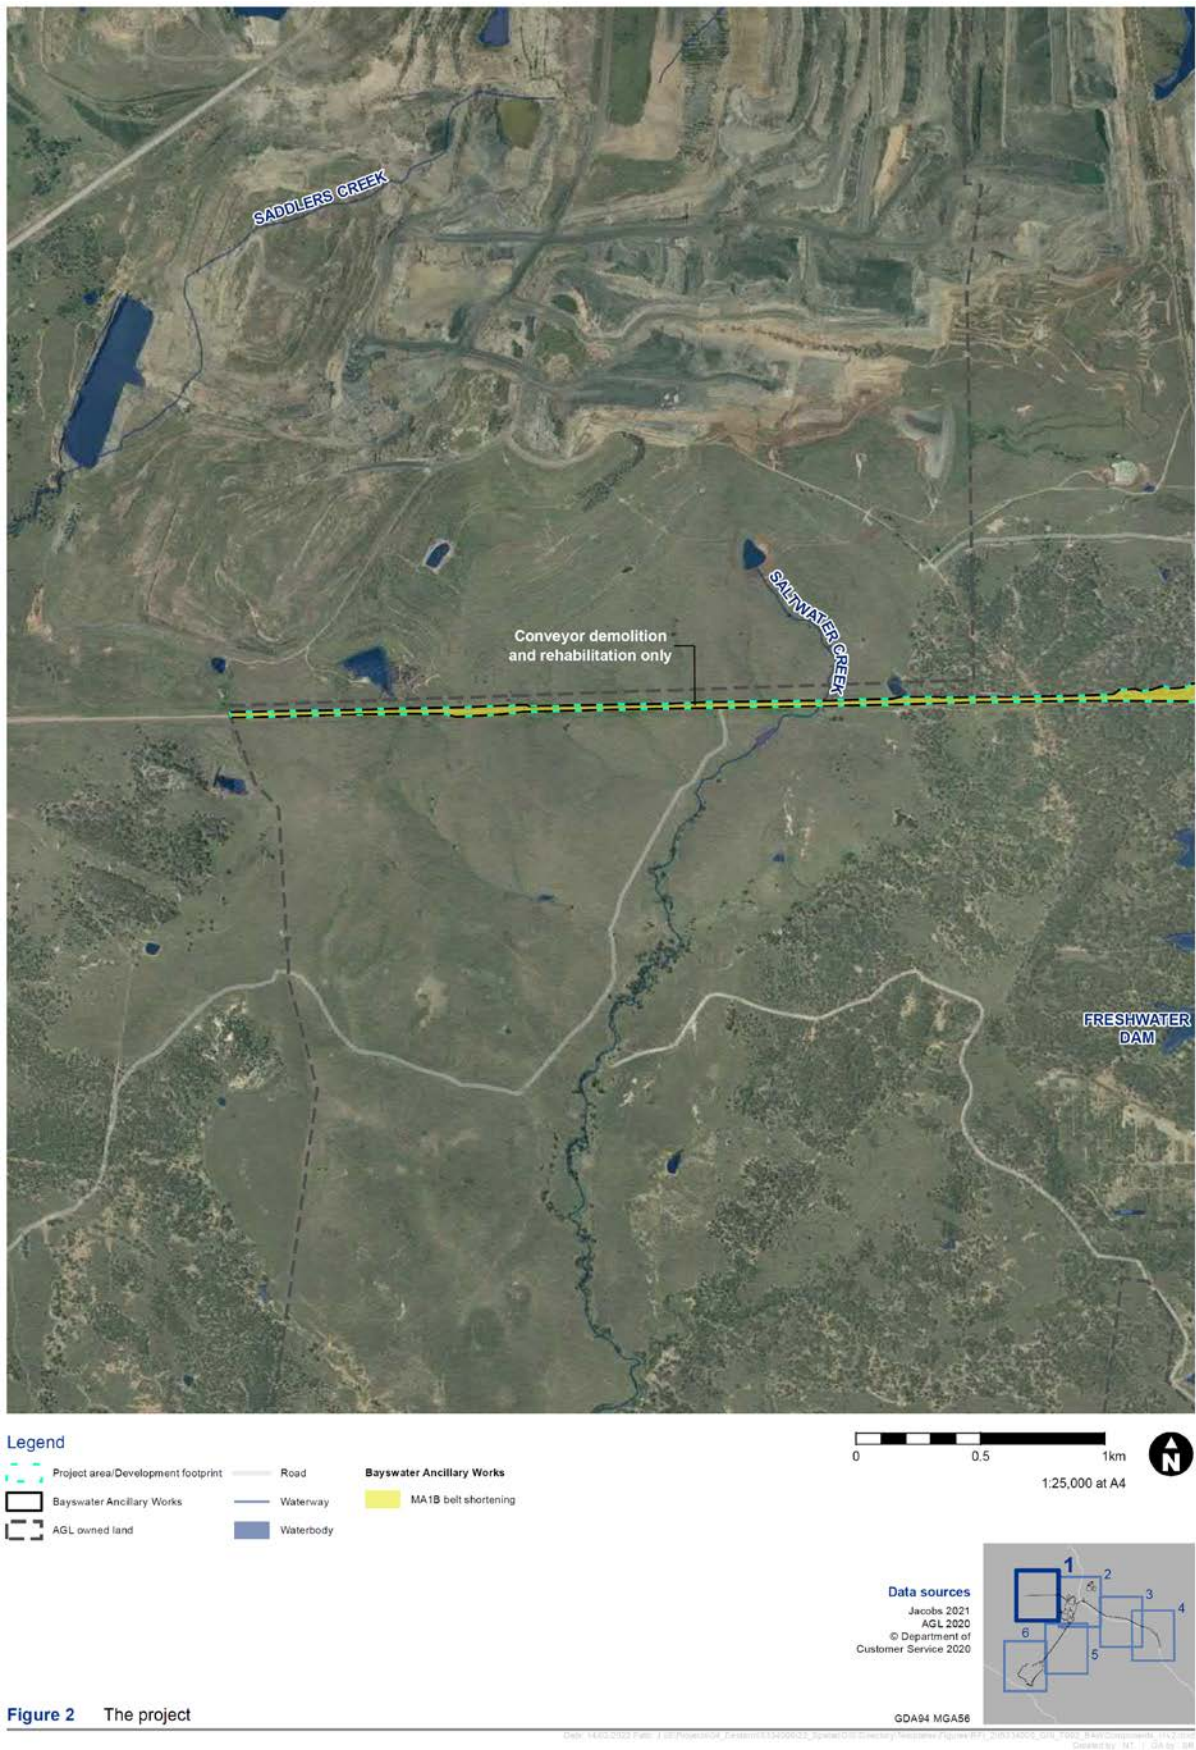 SADDLERS CREEK
SALTWATER CREEK
Conveyor demolition
and rehabilitation only
FRESHWATER
DAM
Legend
Project area/Development footprint
Bayswater Ancillary Works
AGL owned land
Road
Waterway
Waterbody
Bayswater Ancillary Works
MA1B belt shortening
0 0.5 1km
1:25,000 at A4
N
Data sources
Jacobs 2021
AGL 2020
© Department of
Customer Service 2020
1
2
3
4
5
6
Figure 2 The project
GDA94 MGA56